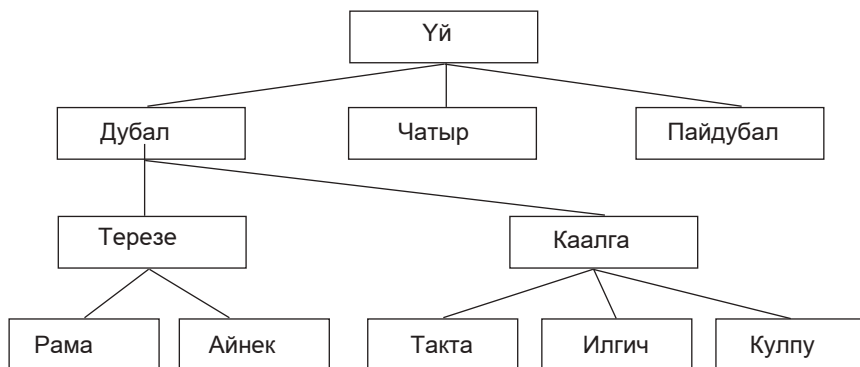 Үй
Дубал
Чатыр
Пайдубал
Терезе
Каалга
Рама
Айнек
Такта
Илгич
Кулпу